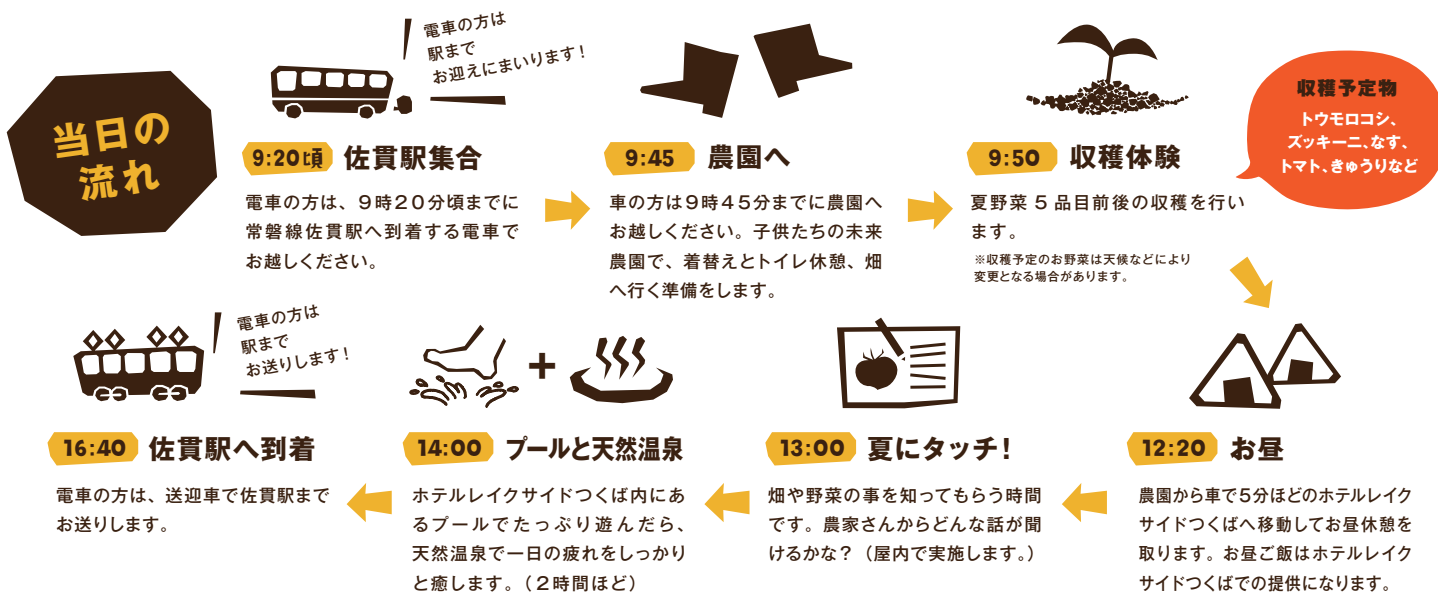 当日の
流れ
電車の方は
駅まで
お迎えにまいります！
9:20頃 佐貫駅集合
電車の方は、９時２０分頃までに
常磐線佐貫駅へ到着する電車で
お越しください。
9:45 農園へ
車の方は９時４５分までに農園へ
お越しください。子供たちの未来
農園で、着替えとトイレ休憩、畑
へ行く準備をします。
9:50 収穫体験
夏野菜 5 品目前後の収穫を行い
ます。
※収穫予定のお野菜は天候などにより
変更となる場合があります。
収穫予定物
トウモロコシ、
ズッキーニ、なす、
トマト、きゅうりなど
12:20 お昼
農園から車で5分ほどのホテルレイク
サイドつくばへ移動してお昼休憩を
取ります。お昼ご飯はホテルレイク
サイドつくばでの提供になります。
13:00 夏にタッチ！
畑や野菜の事を知ってもらう時間
です。農家さんからどんな話が聞
けるかな？（屋内で実施します。）
14:00 プールと天然温泉
ホテルレイクサイドつくば内にあ
るプールでたっぷり遊んだら、
天然温泉で一日の疲れをしっかり
と癒します。（２時間ほど）
電車の方は
駅まで
お送りします！
16:40 佐貫駅へ到着
電車の方は、送迎車で佐貫駅まで
お送りします。